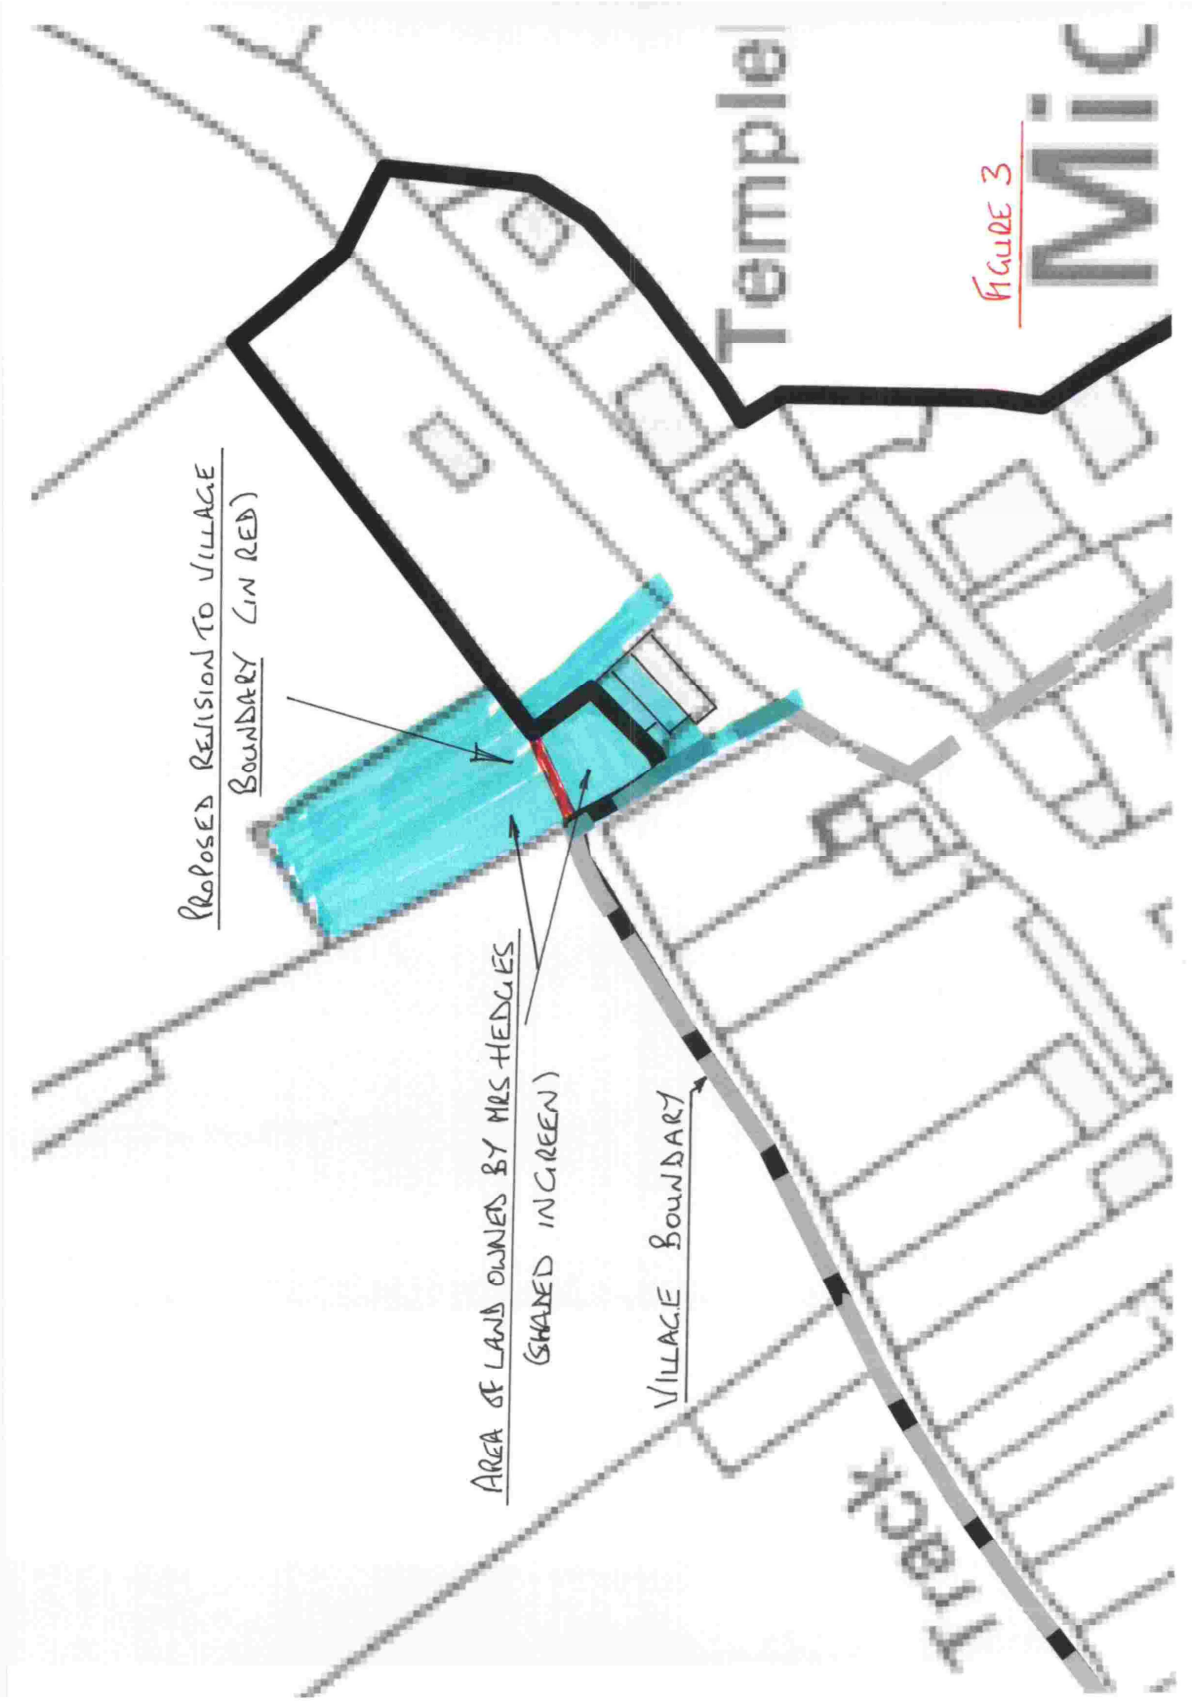 PROPOSED REVISION TO VILLAGE
BOUNDARY (IN RED)
AREA OF LAND OWNED BY MRS HEDGES
(SHADED IN GREEN)
VILLAGE BOUNDARY
Track
Templel
FIGURE 3
Mic